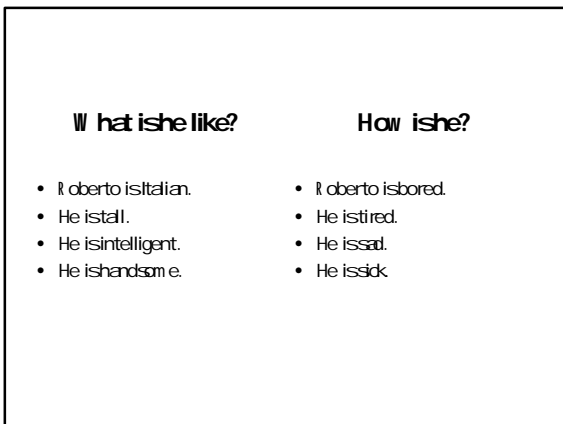 What is he like?
• Roberto is Italian.
• He is tall.
• He is intelligent.
• He is handsome.
How is he?
• Roberto is bored.
• He is tired.
• He is sad.
• He is sick.